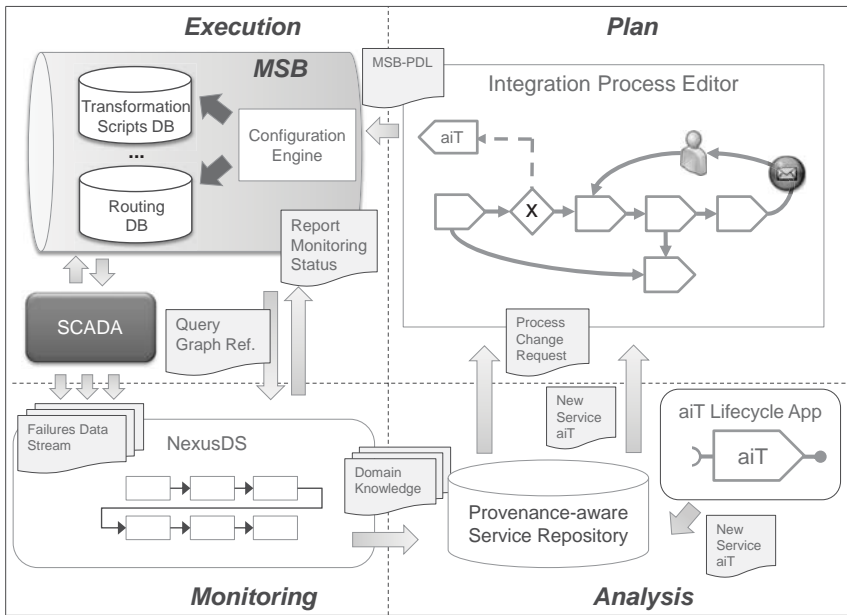 Execution
Plan
MSB
MSB-PDL
Integration Process Editor
Transformation
Scripts DB
...
Configuration
Engine
Routing
DB
aiT
X
Report
Monitoring
Status
SCADA
Query
Graph Ref.
Process
Change
Request
New
Service
aiT
aiT Lifecycle App
aiT
Failures Data
Stream
NexusDS
Domain
Knowledge
Provenance-aware
Service Repository
New
Service
aiT
Monitoring
Analysis